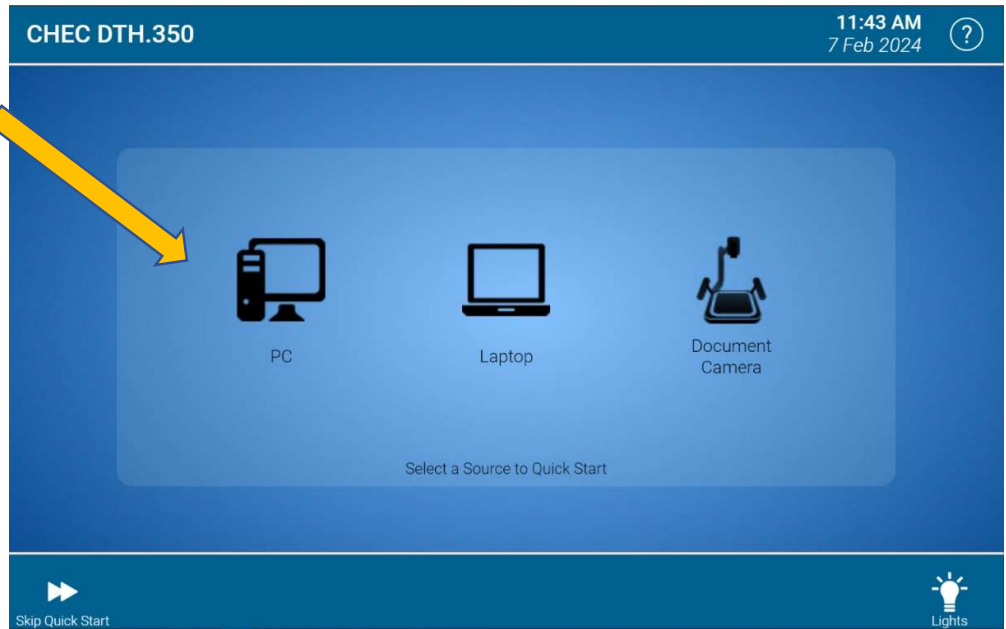 CHEC DTH.350
11:43 AM
7 Feb 2024
?
PC
Laptop
Document
Camera
Select a Source to Quick Start
Skip Quick Start
Lights